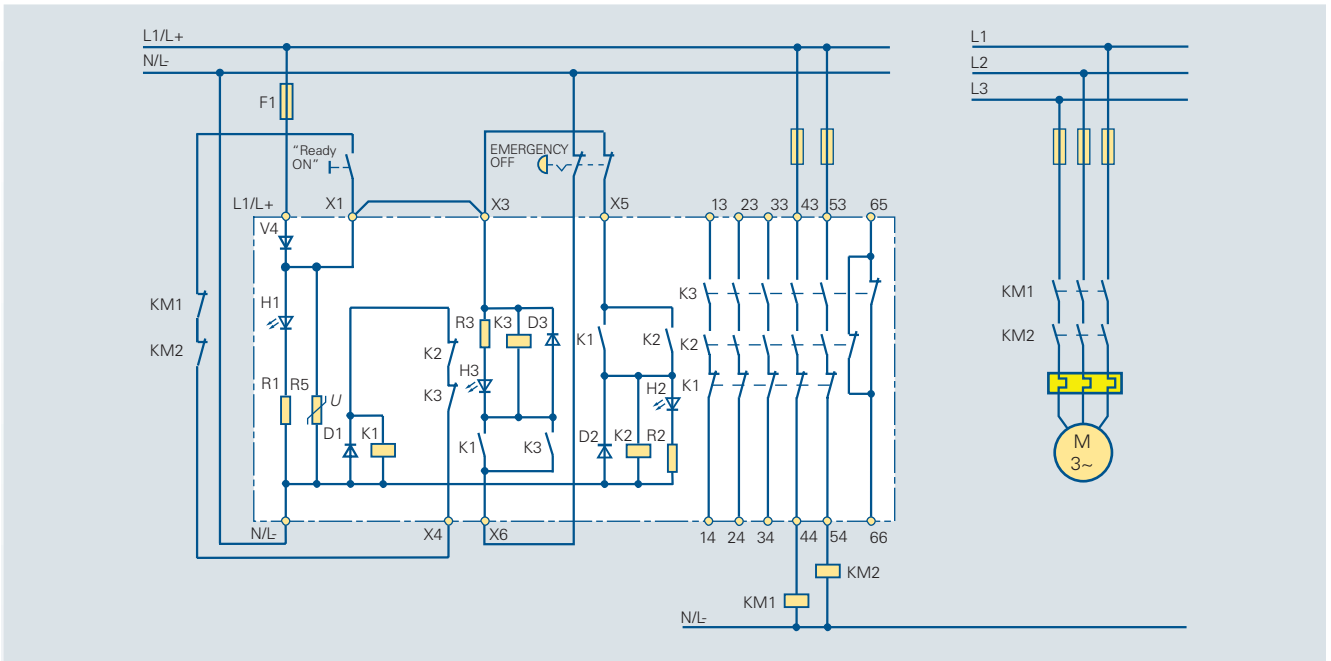 L1/L+
N/L-
F1
"Ready
ON"
EMERGENCY
OFF
L1
L2
L3
L1/L+
X1
X3
X5
13
23
33
43
53
65
V4
KM1
KM2
H1
R1
R5
U
D1
K1
K2
K3
R3
K3
D3
H3
K1
K3
K1
K2
H2
D2
K2
R2
K3
K2
K1
KM1
KM2
M
3~
N/L-
X4
X6
14
24
34
44
54
66
KM2
KM1
N/L-